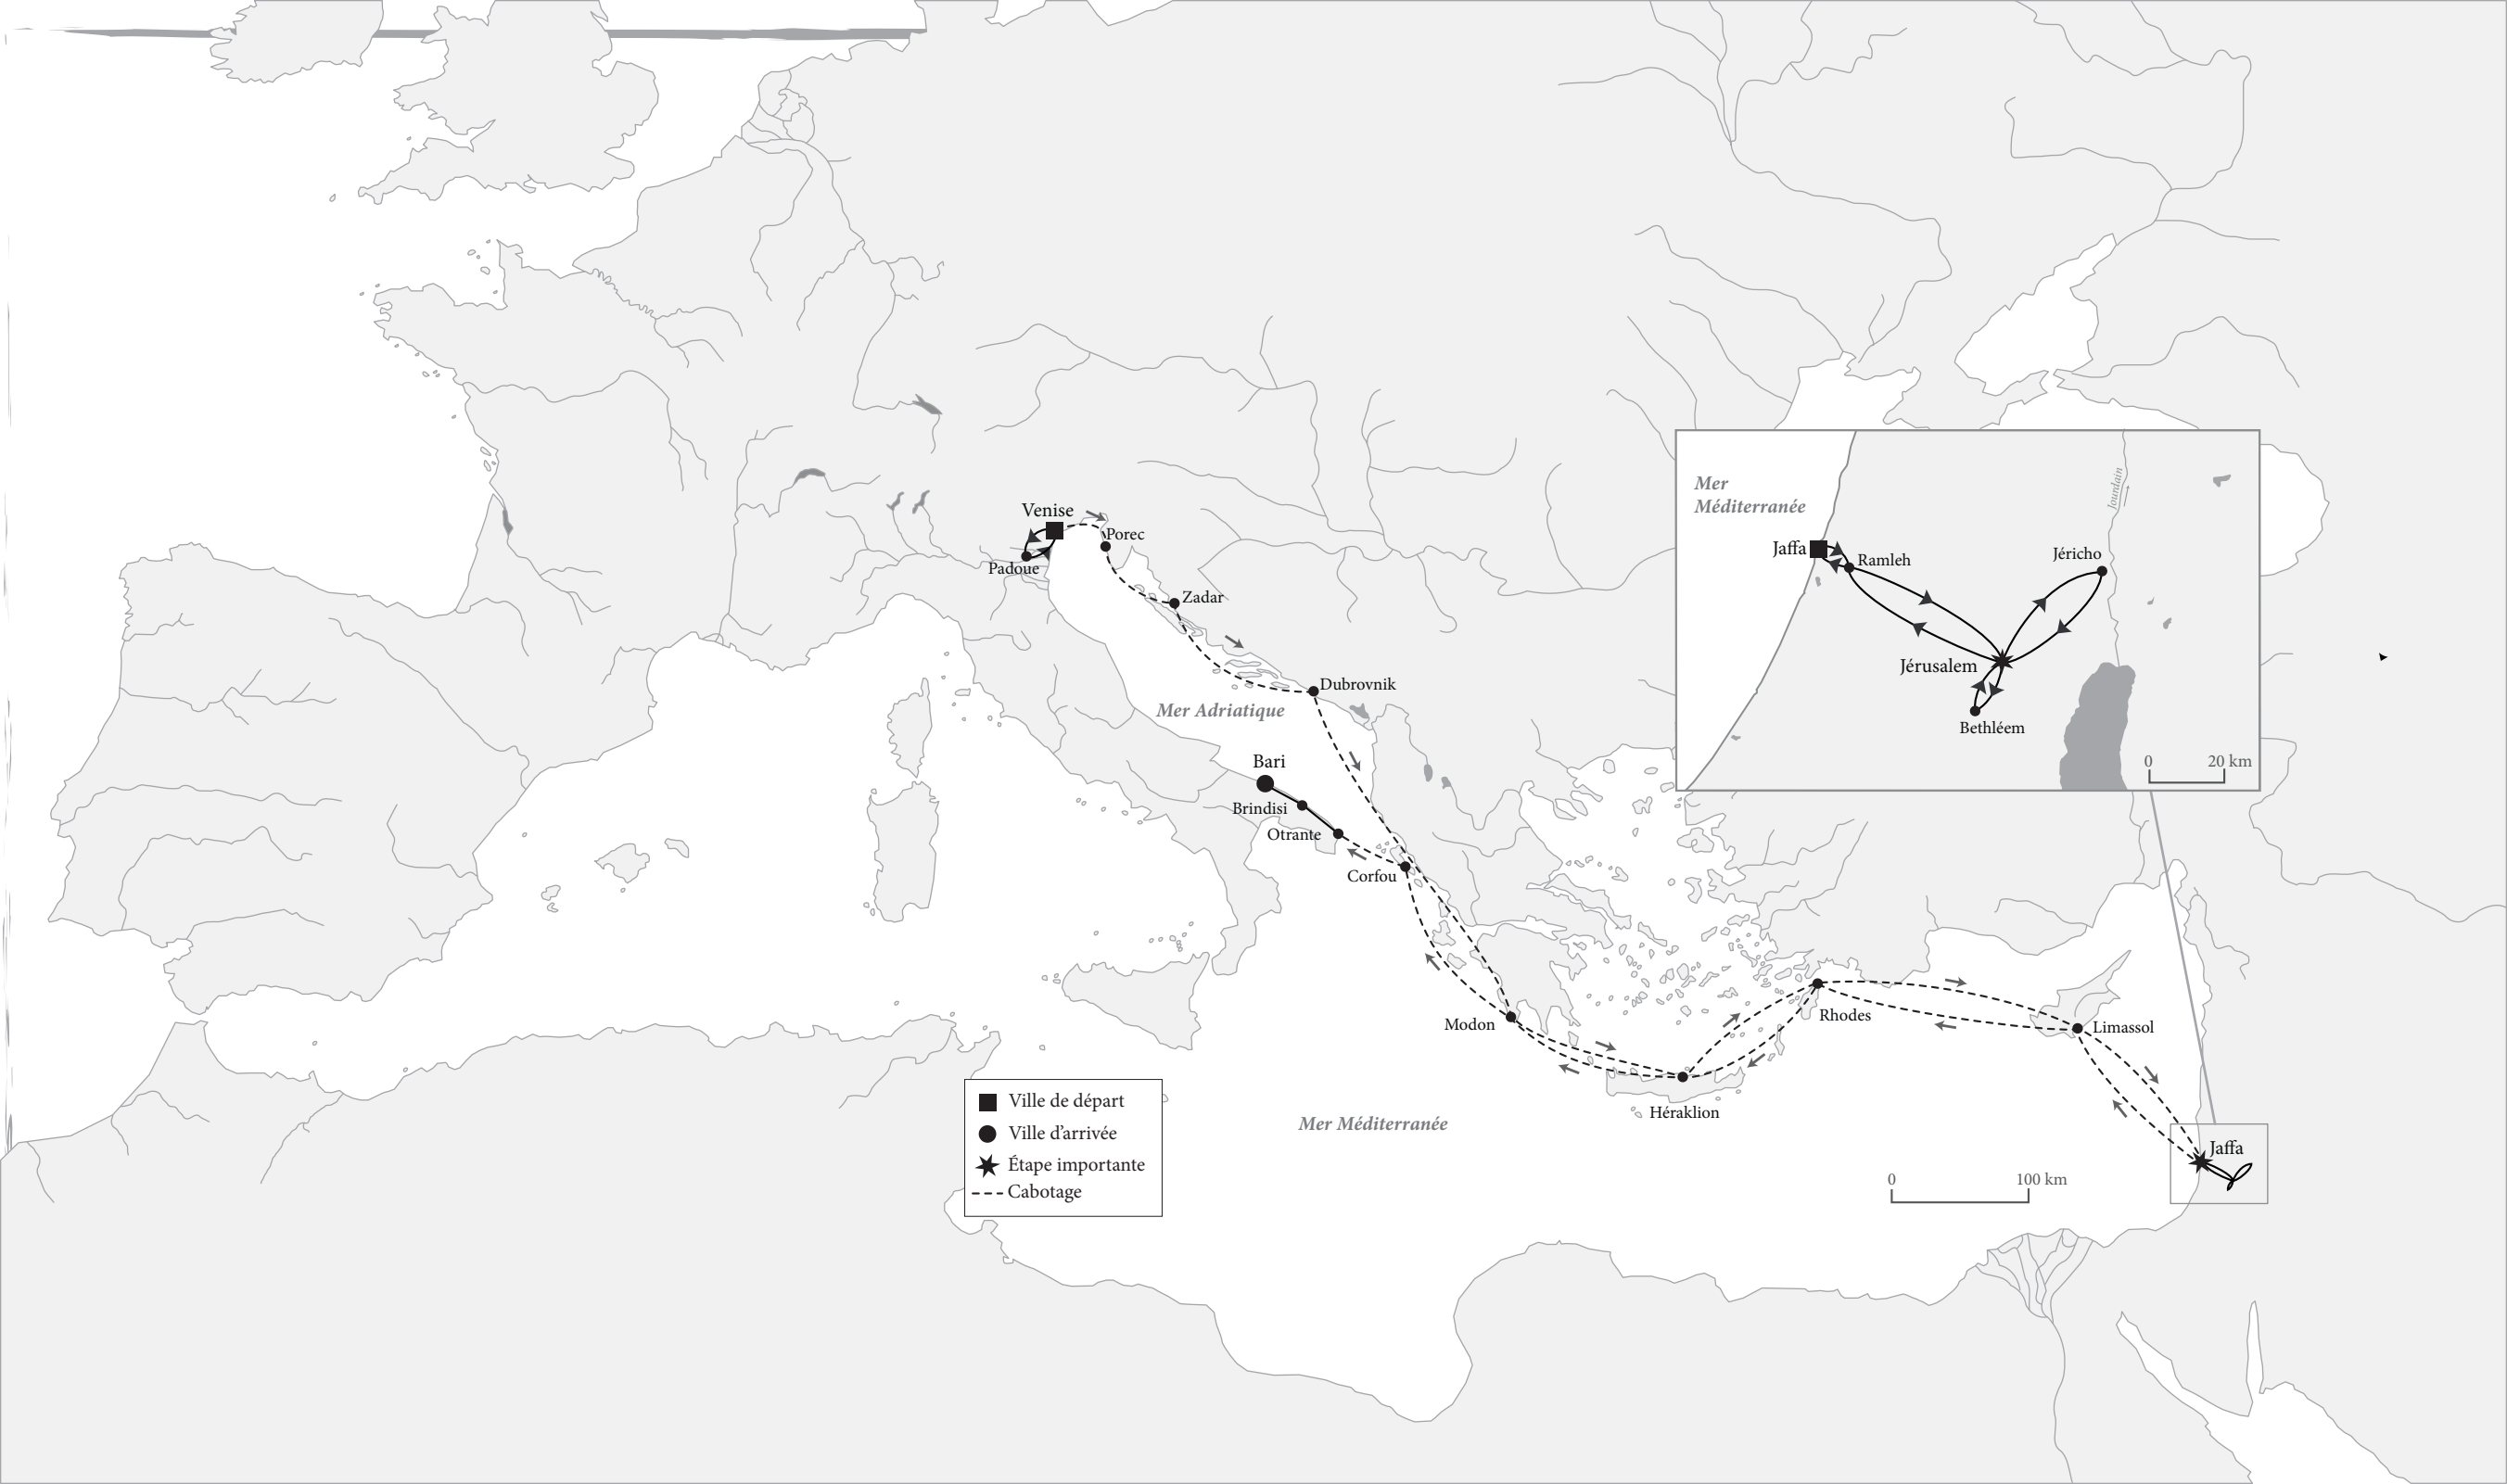 Venise
Porec
Padoue
Zadar
Dubrovnik
Mer Adriatique
Bari
Brindisi
Otrante
Corfou
Modon
Héraklion
Rhodes
Limassol
Jaffa
Mer Méditerranée
0 100 km
Mer
Méditerranée
Jourdain
Jaffa
Ramleh
Jéricho
Jérusalem
Bethléem
0 20 km
Ville de départ
Ville d’arrivée
Étape importante
Cabotage